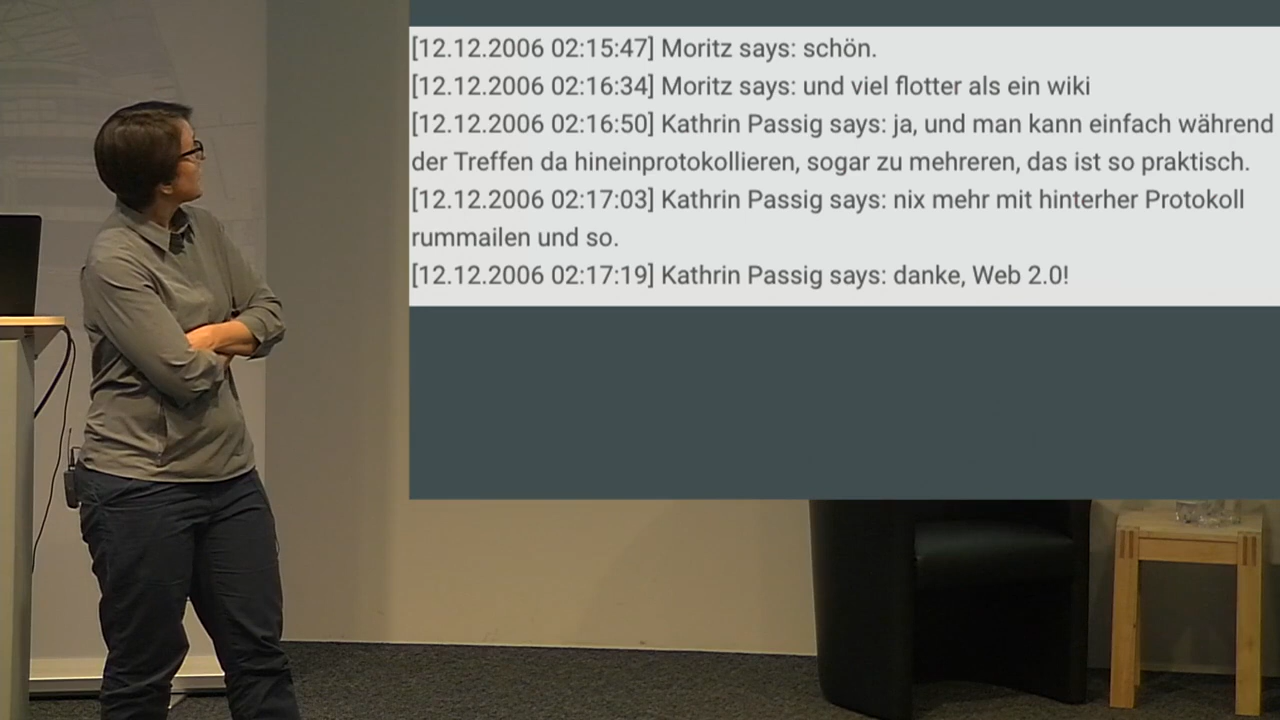 [12.12.2006 02:15:47] Moritz says: schön.
[12.12.2006 02:16:34] Moritz says: und viel flotter als ein wiki
[12.12.2006 02:16:50] Kathrin Passig says: ja, und man kann einfach während
der Treffen da hineinprotokollieren, sogar zu mehreren, das ist so praktisch.
[12.12.2006 02:17:03] Kathrin Passig says: nix mehr mit hinterher Protokoll
rummailen und so.
[12.12.2006 02:17:19] Kathrin Passig says: danke, Web 2.0!